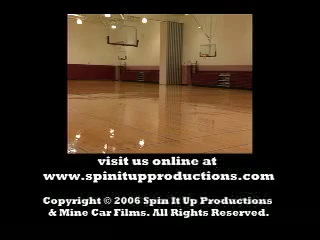 visit us online at
www.spinitupproductions.com
Copyright © 2006 Spin It Up Productions
& Mine Car Films. All Rights Reserved.